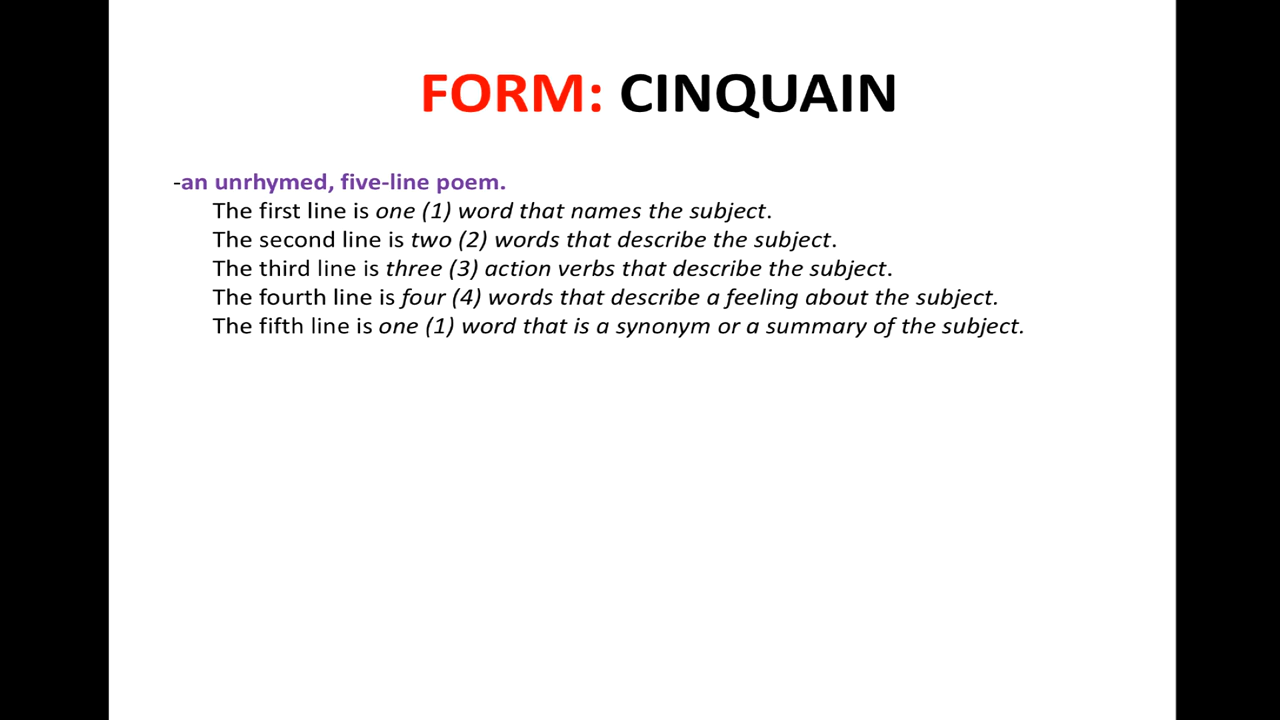 FORM: CINQUAIN
-an unrhymed, five-line poem.
The first line is one (1) word that names the subject.
The second line is two (2) words that describe the subject.
The third line is three (3) action verbs that describe the subject.
The fourth line is four (4) words that describe a feeling about the subject.
The fifth line is one (1) word that is a synonym or a summary of the subject.